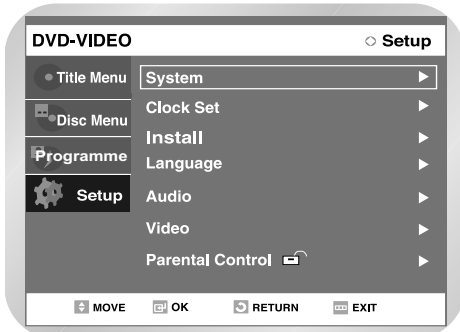 DVD-VIDEO Setup
Title Menu
Disc Menu
Programme
Setup
System
Clock Set
Install
Language
Audio
Video
Parental Control
MOVE OK RETURN EXIT